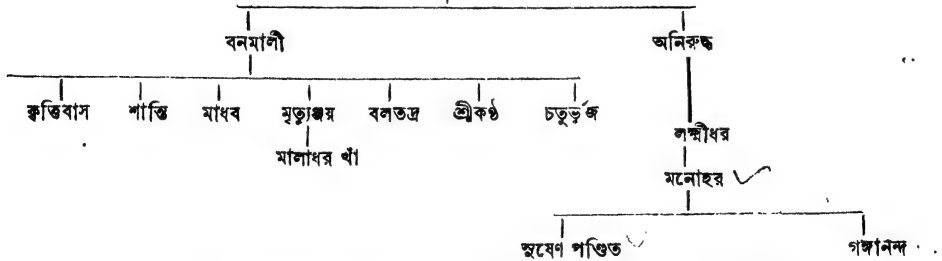 বনমালী অনিরুদ্ধ
কৃত্তিবাস শান্তি মাধব মৃত্যুঞ্জয় বলভদ্র শ্রীকণ্ঠ চতুর্ভুজ
লক্ষ্মীধর
মালাধর খাঁ
মনোহর
সুষেণ পণ্ডিত গঙ্গানন্দ